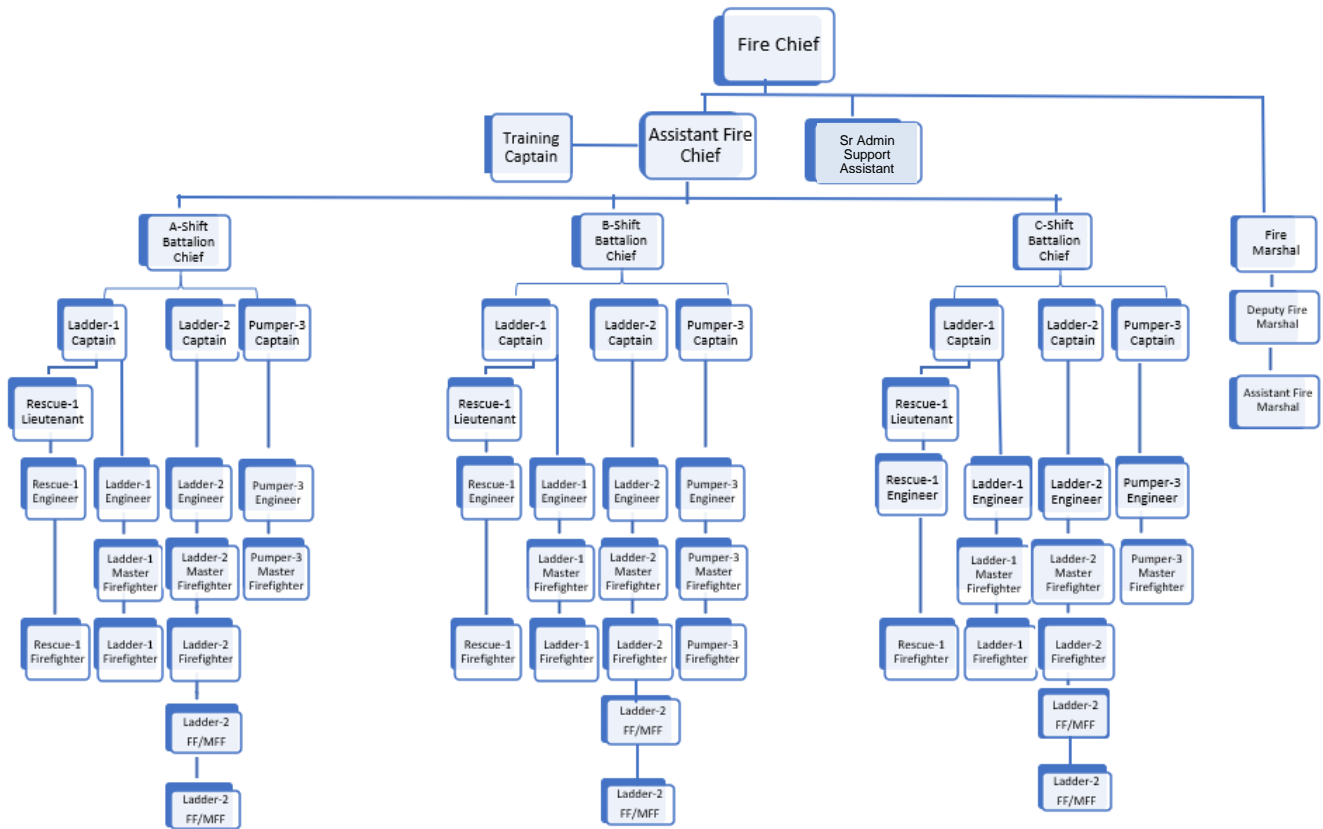 Fire Chief
Training
Captain
Assistant Fire
Chief
Sr Admin
Support
Assistant
A-Shift
Battalion
Chief
B-Shift
Battalion
Chief
C-Shift
Battalion
Chief
Fire
Marshal
Ladder-1
Captain
Ladder-2
Captain
Pumper-3
Captain
Ladder-1
Captain
Ladder-2
Captain
Pumper-3
Captain
Ladder-1
Captain
Ladder-2
Captain
Pumper-3
Captain
Deputy Fire
Marshal
Rescue-1
Lieutenant
Rescue-1
Lieutenant
Rescue-1
Lieutenant
Assistant Fire
Marshal
Rescue-1
Engineer
Ladder-1
Engineer
Ladder-2
Engineer
Pumper-3
Engineer
Rescue-1
Engineer
Ladder-1
Engineer
Ladder-2
Engineer
Pumper-3
Engineer
Rescue-1
Engineer
Ladder-1
Engineer
Ladder-2
Engineer
Pumper-3
Engineer
Ladder-1
Master
Firefighter
Ladder-2
Master
Firefighter
Pumper-3
Master
Firefighter
Ladder-1
Master
Firefighter
Ladder-2
Master
Firefighter
Pumper-3
Master
Firefighter
Ladder-1
Master
Firefighter
Ladder-2
Master
Firefighter
Pumper-3
Master
Firefighter
Rescue-1
Firefighter
Ladder-1
Firefighter
Ladder-2
Firefighter
Rescue-1
Firefighter
Ladder-1
Firefighter
Ladder-2
Firefighter
Pumper-3
Firefighter
Rescue-1
Firefighter
Ladder-1
Firefighter
Ladder-2
Firefighter
Ladder-2
FF/MFF
Ladder-2
FF/MFF
Ladder-2
FF/MFF
Ladder-2
FF/MFF
Ladder-2
FF/MFF
Ladder-2
FF/MFF